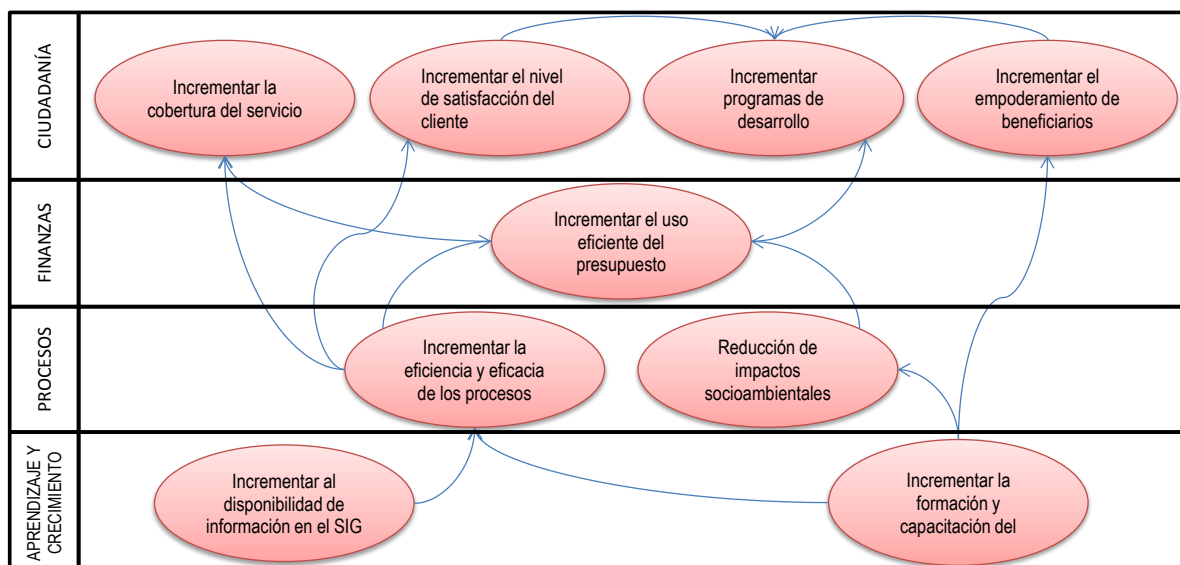 CIUDADANÍA
Incrementar la
cobertura del servicio
Incrementar el nivel
de satisfacción del
cliente
Incrementar
programas de
desarrollo
Incrementar el
empoderamiento de
beneficiarios
FINANZAS
Incrementar el uso
eficiente del
presupuesto
PROCESOS
Incrementar la
eficiencia y eficacia
de los procesos
Reducción de
impactos
socioambientales
APRENDIZAJE Y
CRECIMIENTO
Incrementar al
disponibilidad de
información en el SIG
Incrementar la
formación y
capacitación del